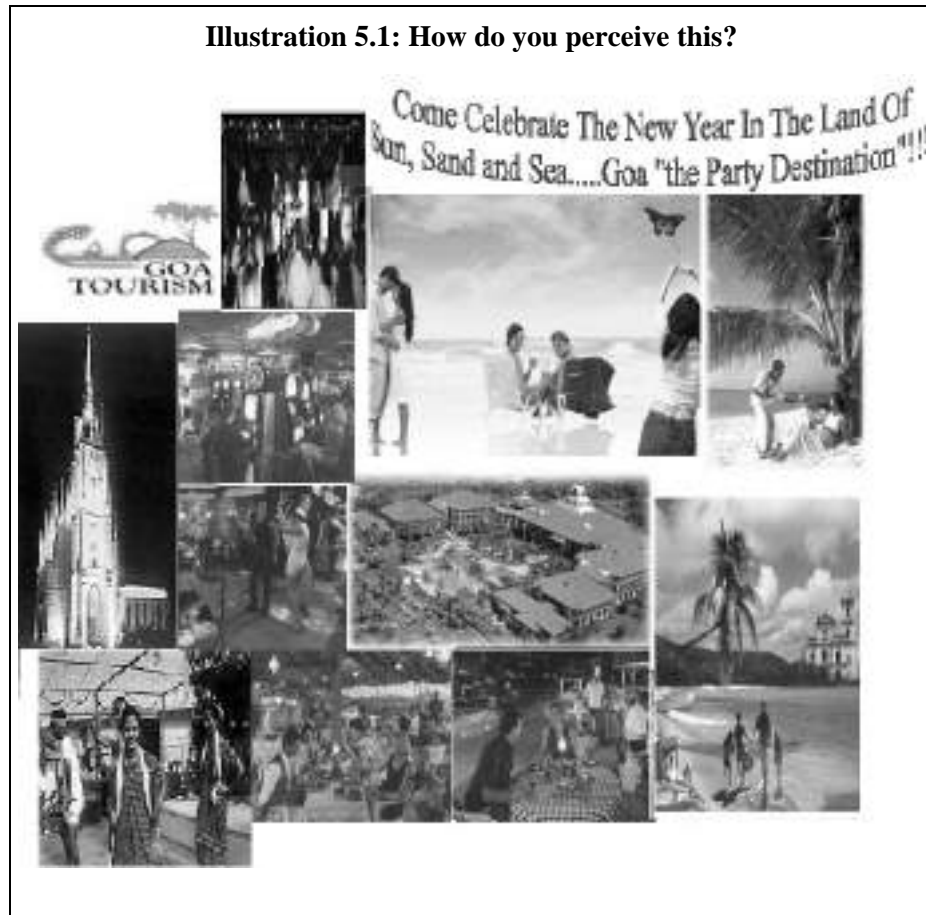 Illustration 5.1: How do you perceive this?
Come Celebrate The New Year In The Land Of
Sun, Sand and Sea.....Goa "the Party Destination"!!!
GOA
TOURISM